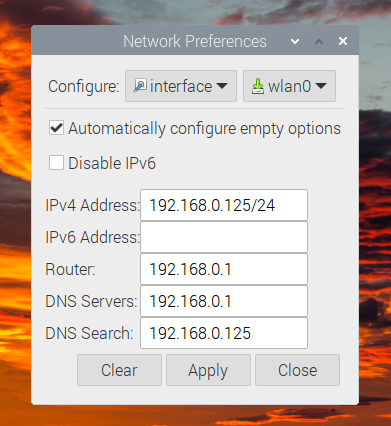 Network Preferences
Configure: interface wlan0
Automatically configure empty options
Disable IPv6
IPv4 Address: 192.168.0.125/24
IPv6 Address:
Router: 192.168.0.1
DNS Servers: 192.168.0.1
DNS Search: 192.168.0.125
Clear Apply Close